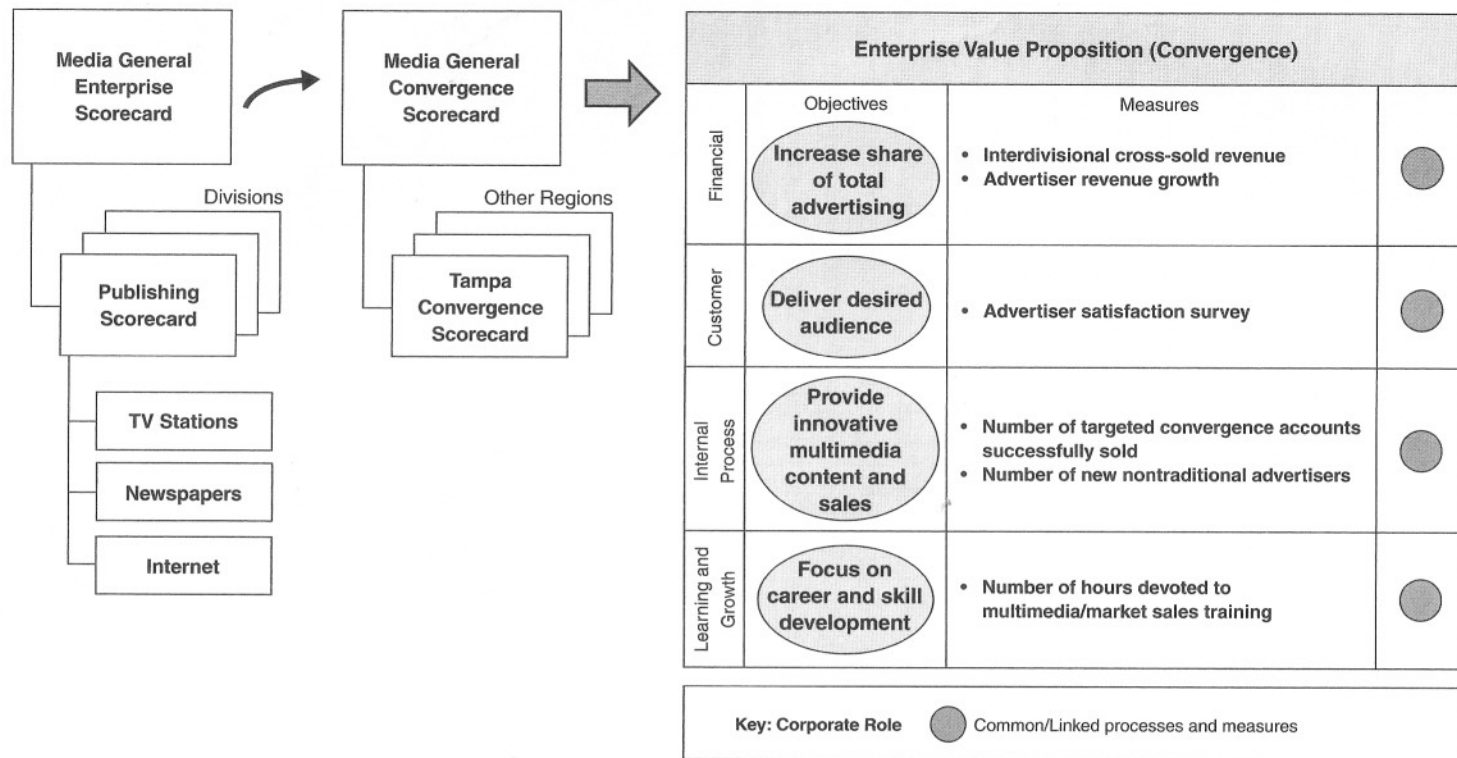 Media General
Enterprise
Scorecard
Divisions
Publishing
Scorecard
TV Stations
Newspapers
Internet
Media General
Convergence
Scorecard
Other Regions
Tampa
Convergence
Scorecard
Enterprise Value Proposition (Convergence)
Objectives
Measures
Financial
Increase share
of total
advertising
• Interdivisional cross-sold revenue
• Advertiser revenue growth
Customer
Deliver desired
audience
• Advertiser satisfaction survey
Internal
Process
Provide
innovative
multimedia
content and
sales
• Number of targeted convergence accounts
successfully sold
• Number of new nontraditional advertisers
Learning and
Growth
Focus on
career and skill
development
• Number of hours devoted to
multimedia/market sales training
Key: Corporate Role
Common/Linked processes and measures